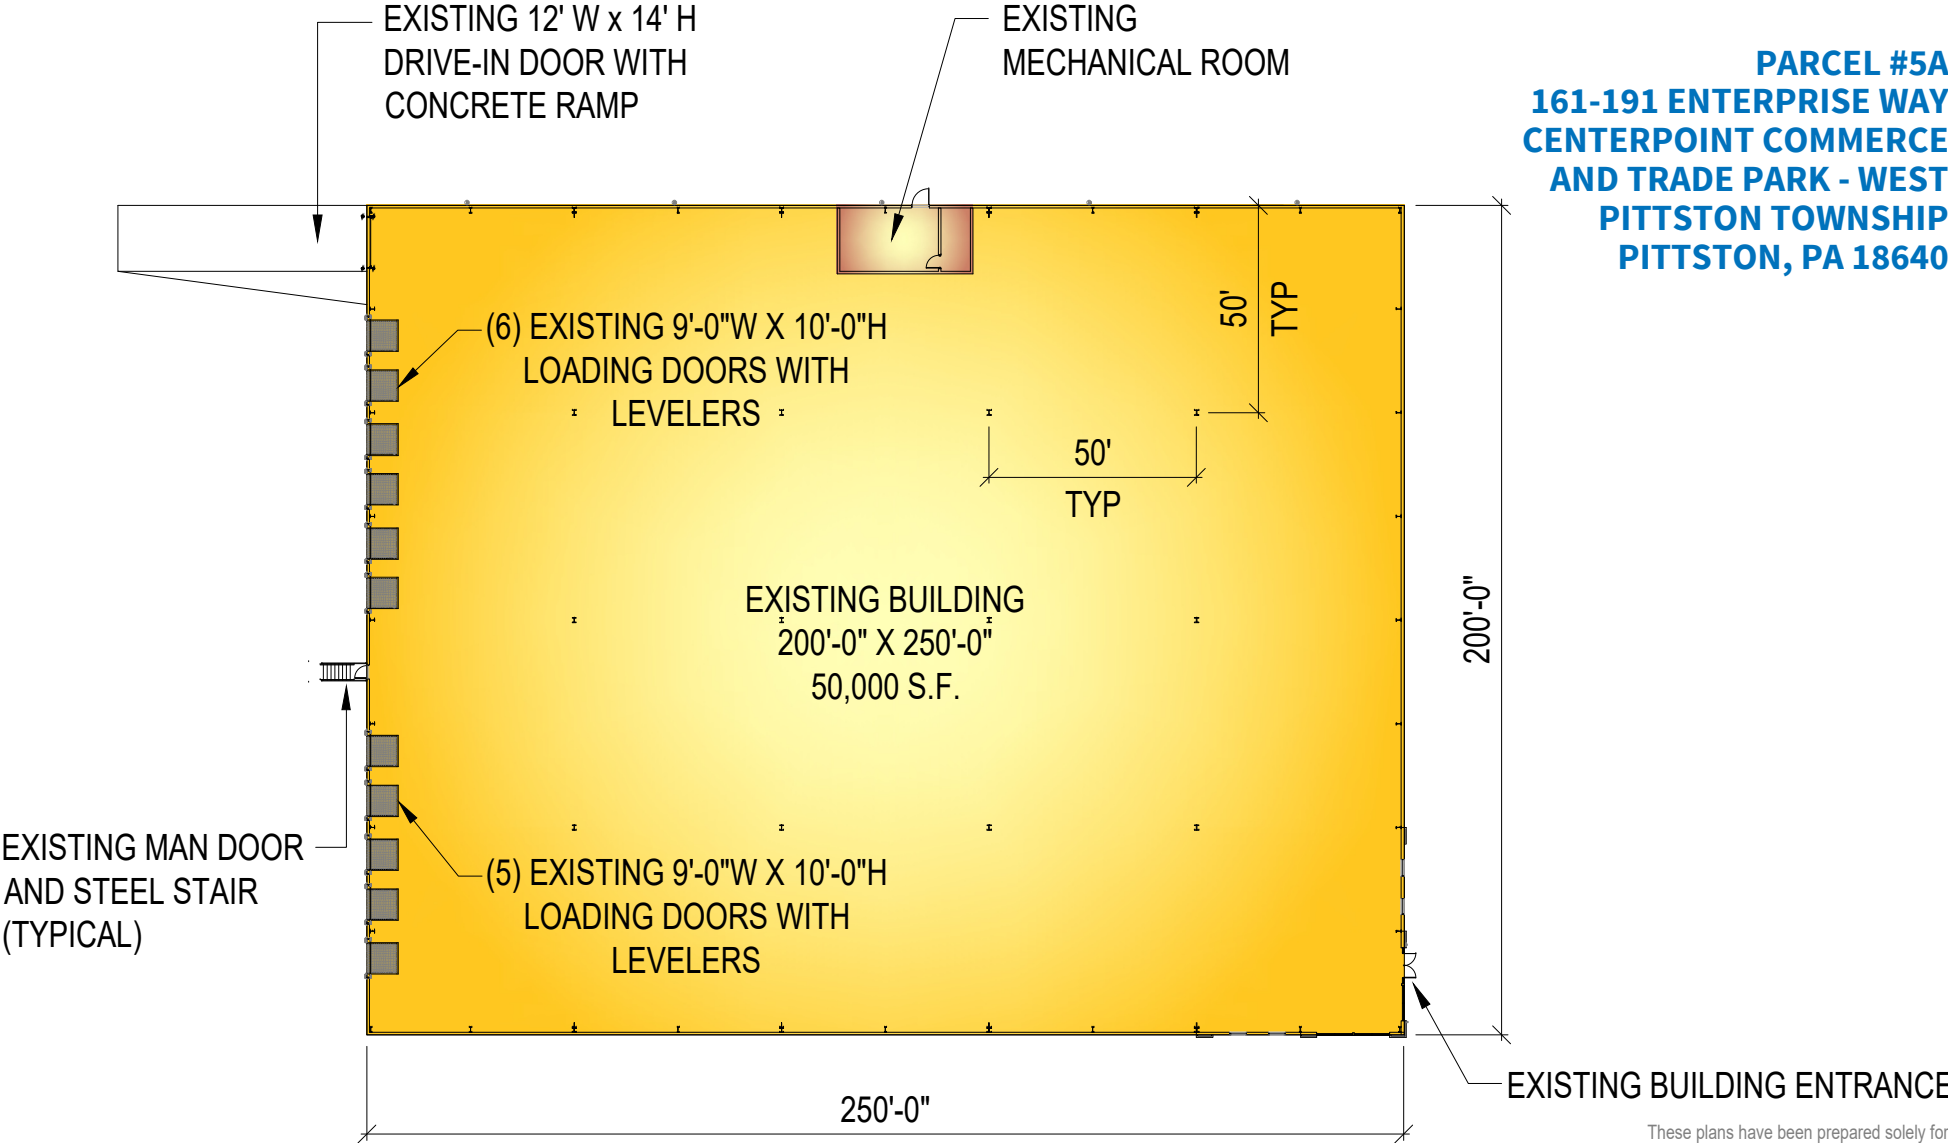 EXISTING 12' W x 14' H
DRIVE-IN DOOR WITH
CONCRETE RAMP
EXISTING
MECHANICAL ROOM
PARCEL #5A
161-191 ENTERPRISE WAY
CENTERPOINT COMMERCE
AND TRADE PARK - WEST
PITTSTON TOWNSHIP
PITTSTON, PA 18640
(6) EXISTING 9'-0"W X 10'-0"H
LOADING DOORS WITH
LEVELERS
50'
TYP
50'
TYP
EXISTING BUILDING
200'-0" X 250'-0"
50,000 S.F.
200'-0"
EXISTING MAN DOOR
AND STEEL STAIR
(TYPICAL)
(5) EXISTING 9'-0"W X 10'-0"H
LOADING DOORS WITH
LEVELERS
EXISTING BUILDING ENTRANCE
250'-0"
These plans have been prepared solely for